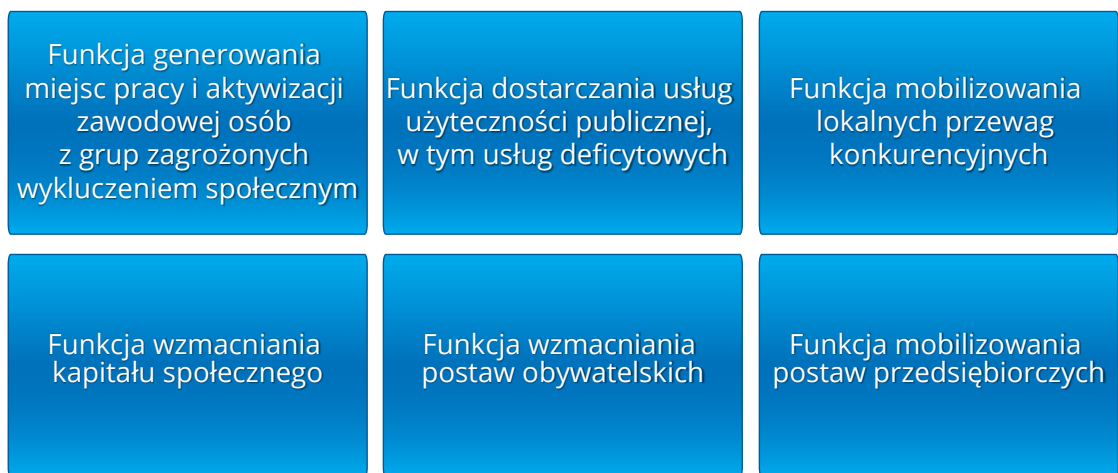 Funkcja generowania
miejsc pracy i aktywizacji
zawodowej osób
z grup zagrożonych
wykluczeniem społecznym
Funkcja dostarczania usług
użyteczności publicznej,
w tym usług deficytowych
Funkcja mobilizowania
lokalnych przewag
konkurencyjnych
Funkcja wzmacniania
kapitału społecznego
Funkcja wzmacniania
postaw obywatelskich
Funkcja mobilizowania
postaw przedsiębiorczych